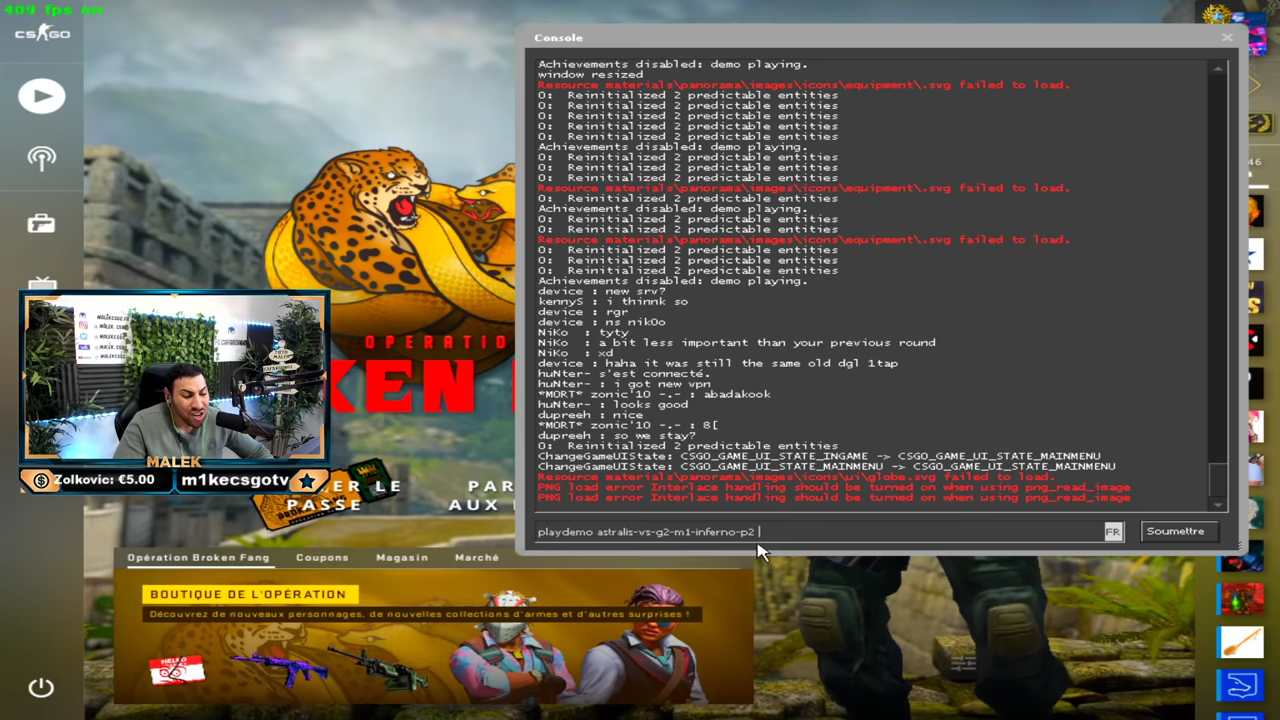 409 fps on
CS GO
Console
Achievements disabled: demo playing.
window resized
Resource materials\panorama\images\icons\equipment\.svg failed to load.
0: Reinitialized 2 predictable entities
0: Reinitialized 2 predictable entities
0: Reinitialized 2 predictable entities
0: Reinitialized 2 predictable entities
0: Reinitialized 2 predictable entities
Achievements disabled: demo playing.
0: Reinitialized 2 predictable entities
0: Reinitialized 2 predictable entities
0: Reinitialized 2 predictable entities
Resource materials\panorama\images\icons\equipment\.svg failed to load.
0: Reinitialized 2 predictable entities
Achievements disabled: demo playing.
0: Reinitialized 2 predictable entities
0: Reinitialized 2 predictable entities
Resource materials\panorama\images\icons\equipment\.svg failed to load.
0: Reinitialized 2 predictable entities
0: Reinitialized 2 predictable entities
0: Reinitialized 2 predictable entities
Achievements disabled: demo playing.
device : new srv?
kennyS : i thinnk so
device : rgr
device : ns nik0o
NiKo : tyty
NiKo : a bit less important than your previous round
NiKo : xd
device : haha it was still the same old dgl 1tap
huNter- s'est connecté.
huNter- : i got new vpn
*MORT* zonic'10 -.- : abadakook
huNter- : looks good
dupreeh : nice
*MORT* zonic'10 -.- : 8[
dupreeh : so we stay?
0: Reinitialized 2 predictable entities
ChangeGameUIState: CSGO_GAME_UI_STATE_INGAME -> CSGO_GAME_UI_STATE_MAINMENU
ChangeGameUIState: CSGO_GAME_UI_STATE_MAINMENU -> CSGO_GAME_UI_STATE_MAINMENU
Resource materials\panorama\images\icons\ui\globe.svg failed to load.
PNG load error Interlace handling should be turned on when using png_read_image
PNG load error Interlace handling should be turned on when using png_read_image
playdemo astralis-vs-g2-m1-inferno-p2
FR
Soumettre
46
OPERATIO
KEN
MALEK
Zolkovic: €5.00
m1kecsgotv
ER LE
PASSE
PAR
AUX
Opération Broken Fang
Coupons
Magasin
Marché
BOUTIQUE DE L'OPÉRATION
Découvrez de nouveaux personnages, de nouvelles collections d'armes et d'autres surprises !
HELLO